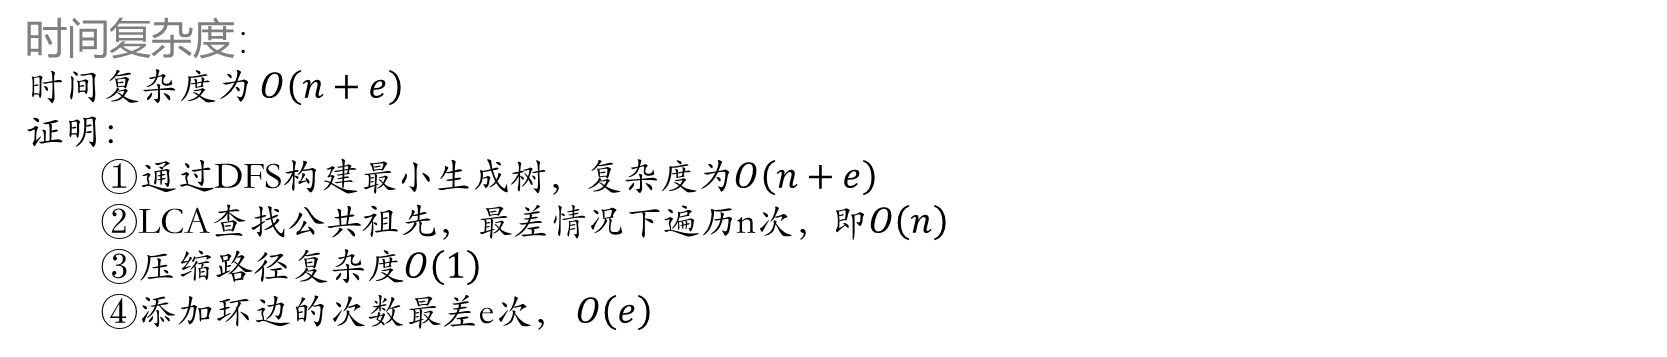 时间复杂度：
时间复杂度为 O(n + e)
证明：
①通过DFS构建最小生成树，复杂度为O(n + e)
②LCA查找公共祖先，最差情况下遍历n次，即O(n)
③压缩路径复杂度O(1)
④添加环边的次数最差e次， O(e)